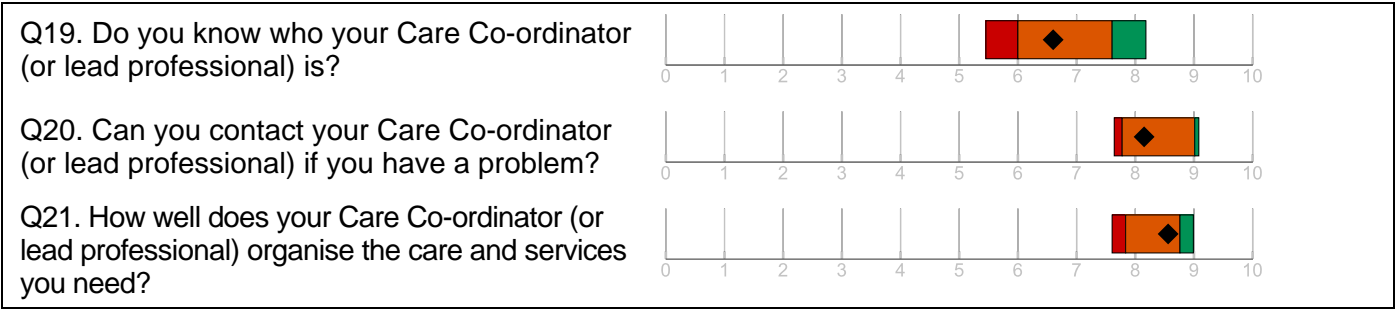 Q19. Do you know who your Care Co-ordinator
(or lead professional) is?
0 1 2 3 4 5 6 7 8 9 10
Q20. Can you contact your Care Co-ordinator
(or lead professional) if you have a problem?
0 1 2 3 4 5 6 7 8 9 10
Q21. How well does your Care Co-ordinator (or
lead professional) organise the care and services
you need?
0 1 2 3 4 5 6 7 8 9 10